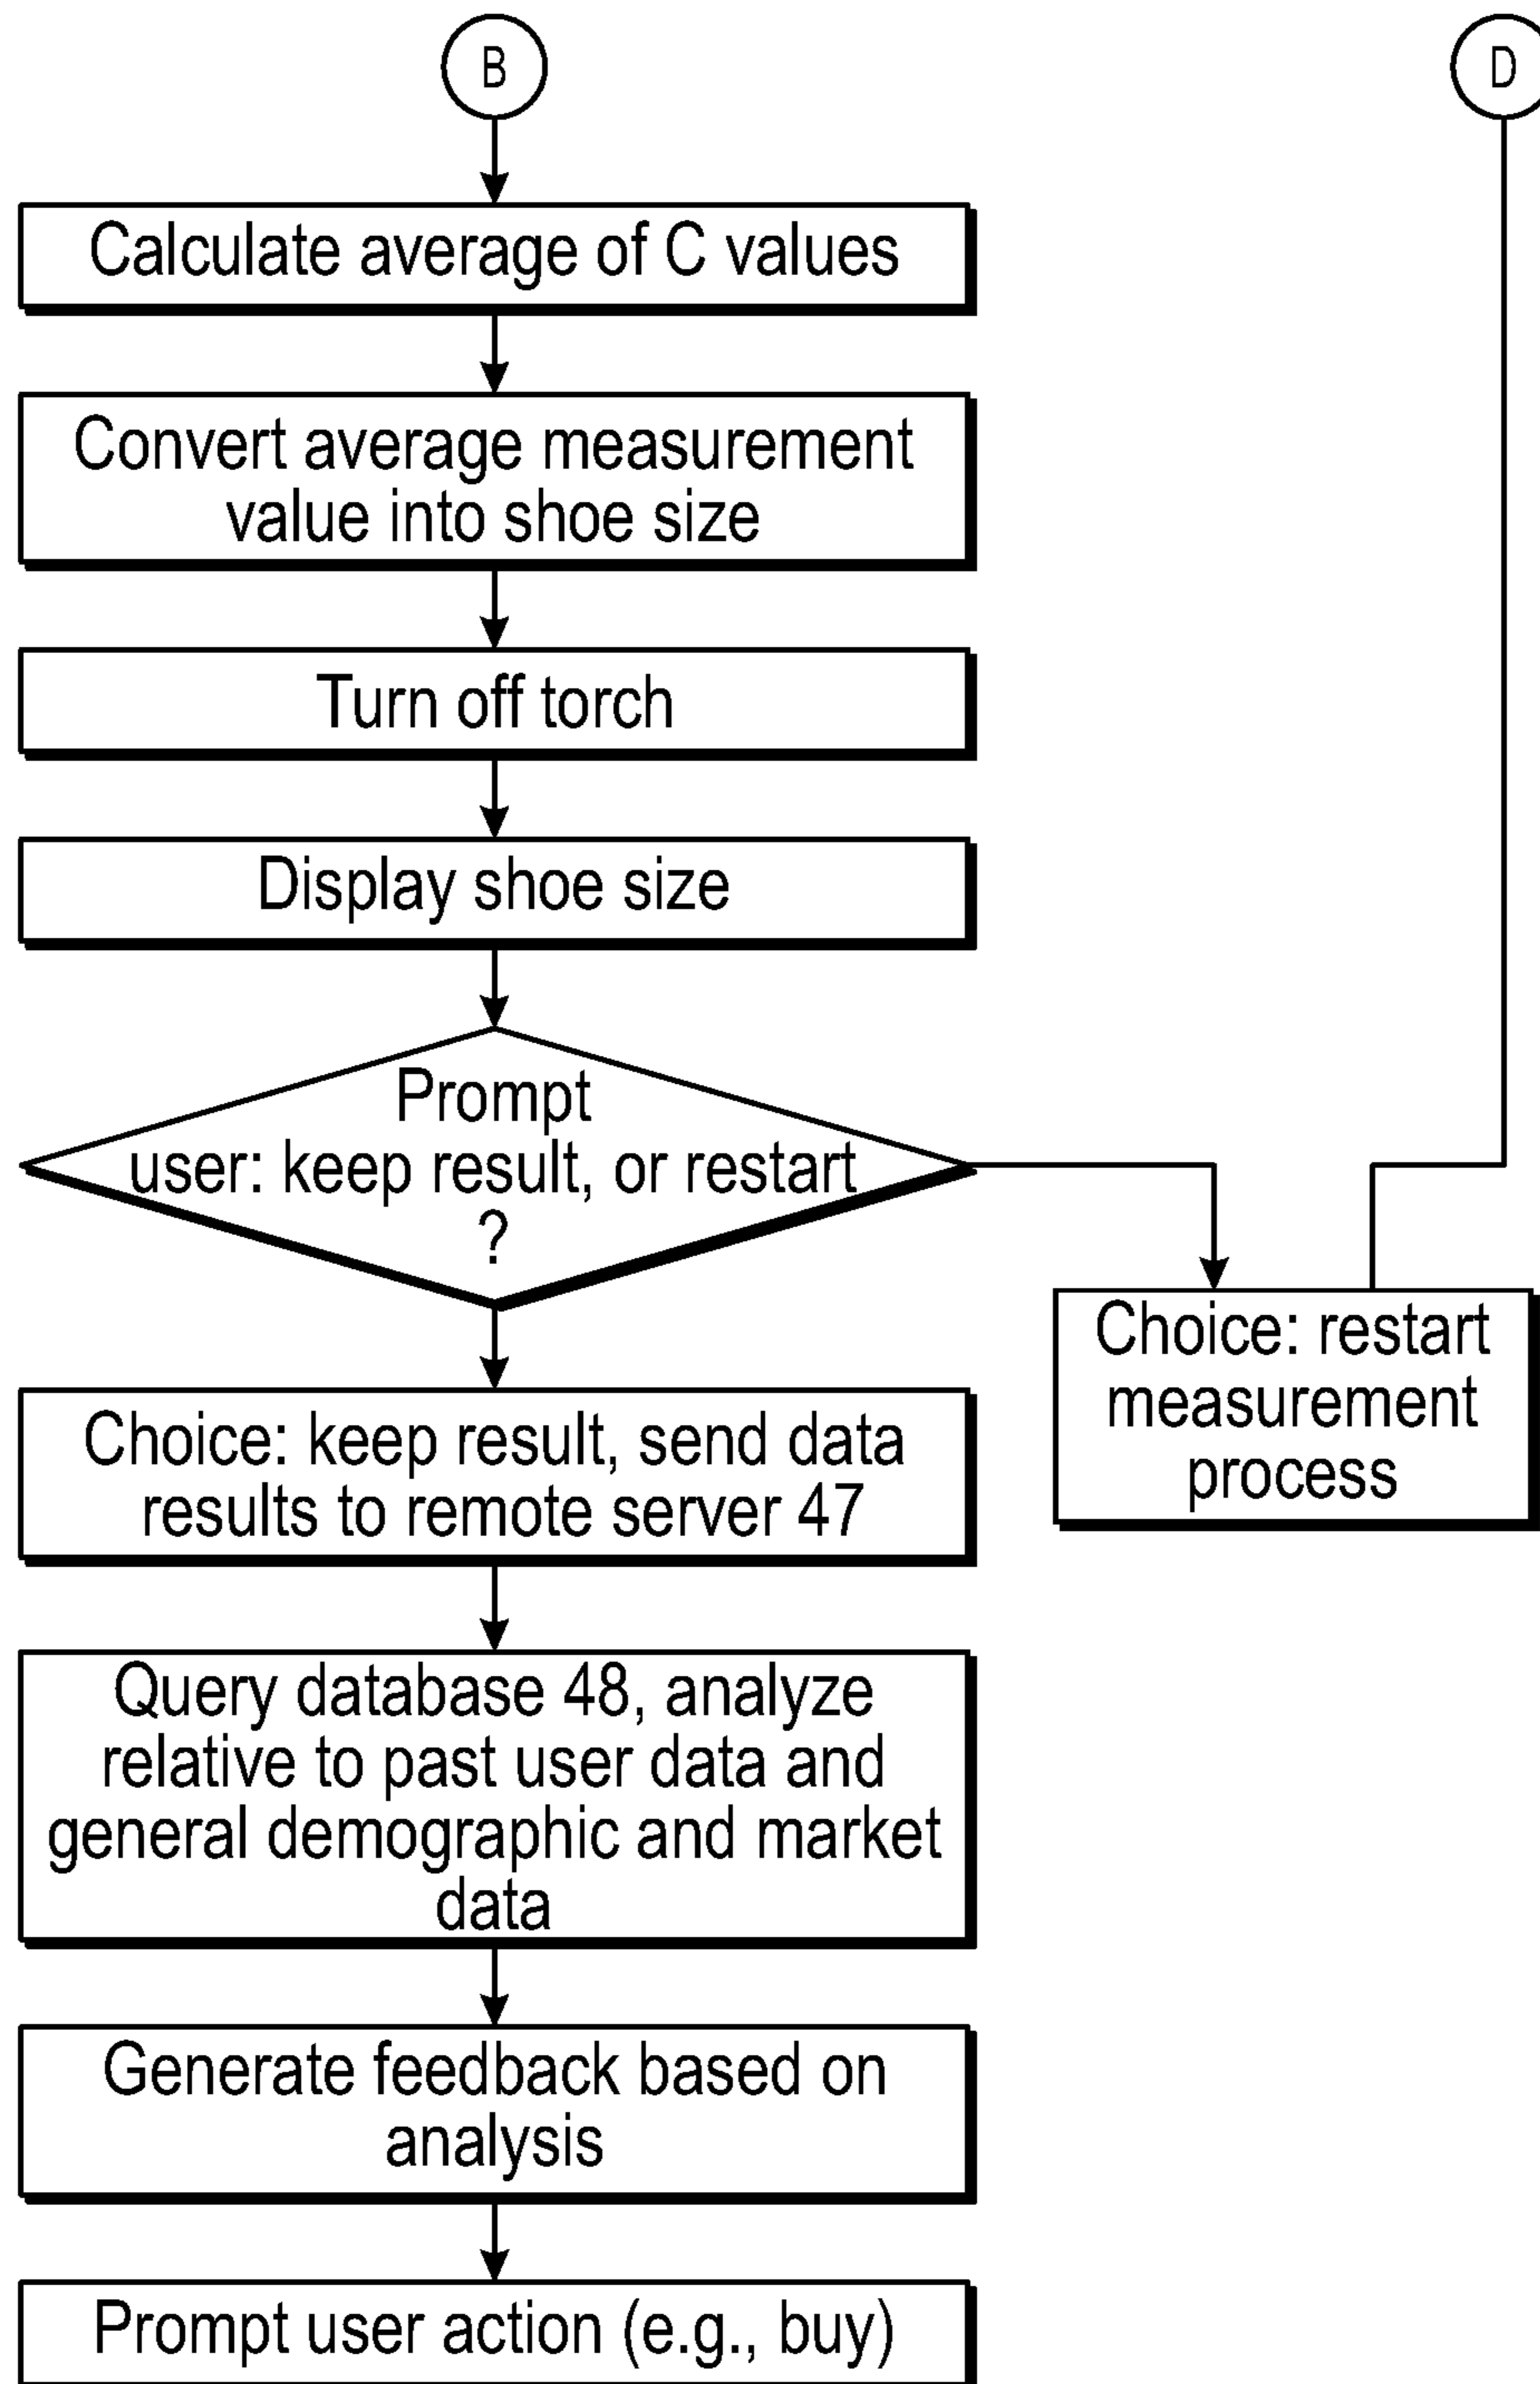 B
D
Calculate average of C values
Convert average measurement
value into shoe size
Turn off torch
Display shoe size
Prompt
user: keep result, or restart
?
Choice: restart
measurement
process
Choice: keep result, send data
results to remote server 47
Query database 48, analyze
relative to past user data and
general demographic and market
data
Generate feedback based on
analysis
Prompt user action (e.g., buy)